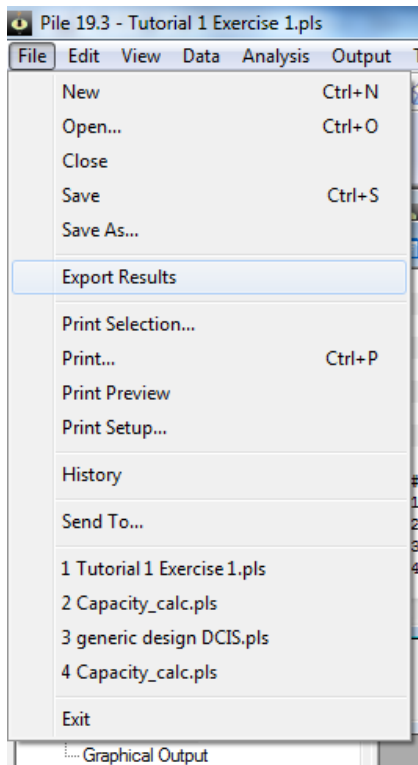 Pile 19.3 - Tutorial 1 Exercise 1.pls
File Edit View Data Analysis Output
New Ctrl+N
Open... Ctrl+O
Close
Save Ctrl+S
Save As...
Export Results
Print Selection...
Print... Ctrl+P
Print Preview
Print Setup...
History
Send To...
1 Tutorial 1 Exercise 1.pls
2 Capacity_calc.pls
3 generic design DCIS.pls
4 Capacity_calc.pls
Exit
Graphical Output